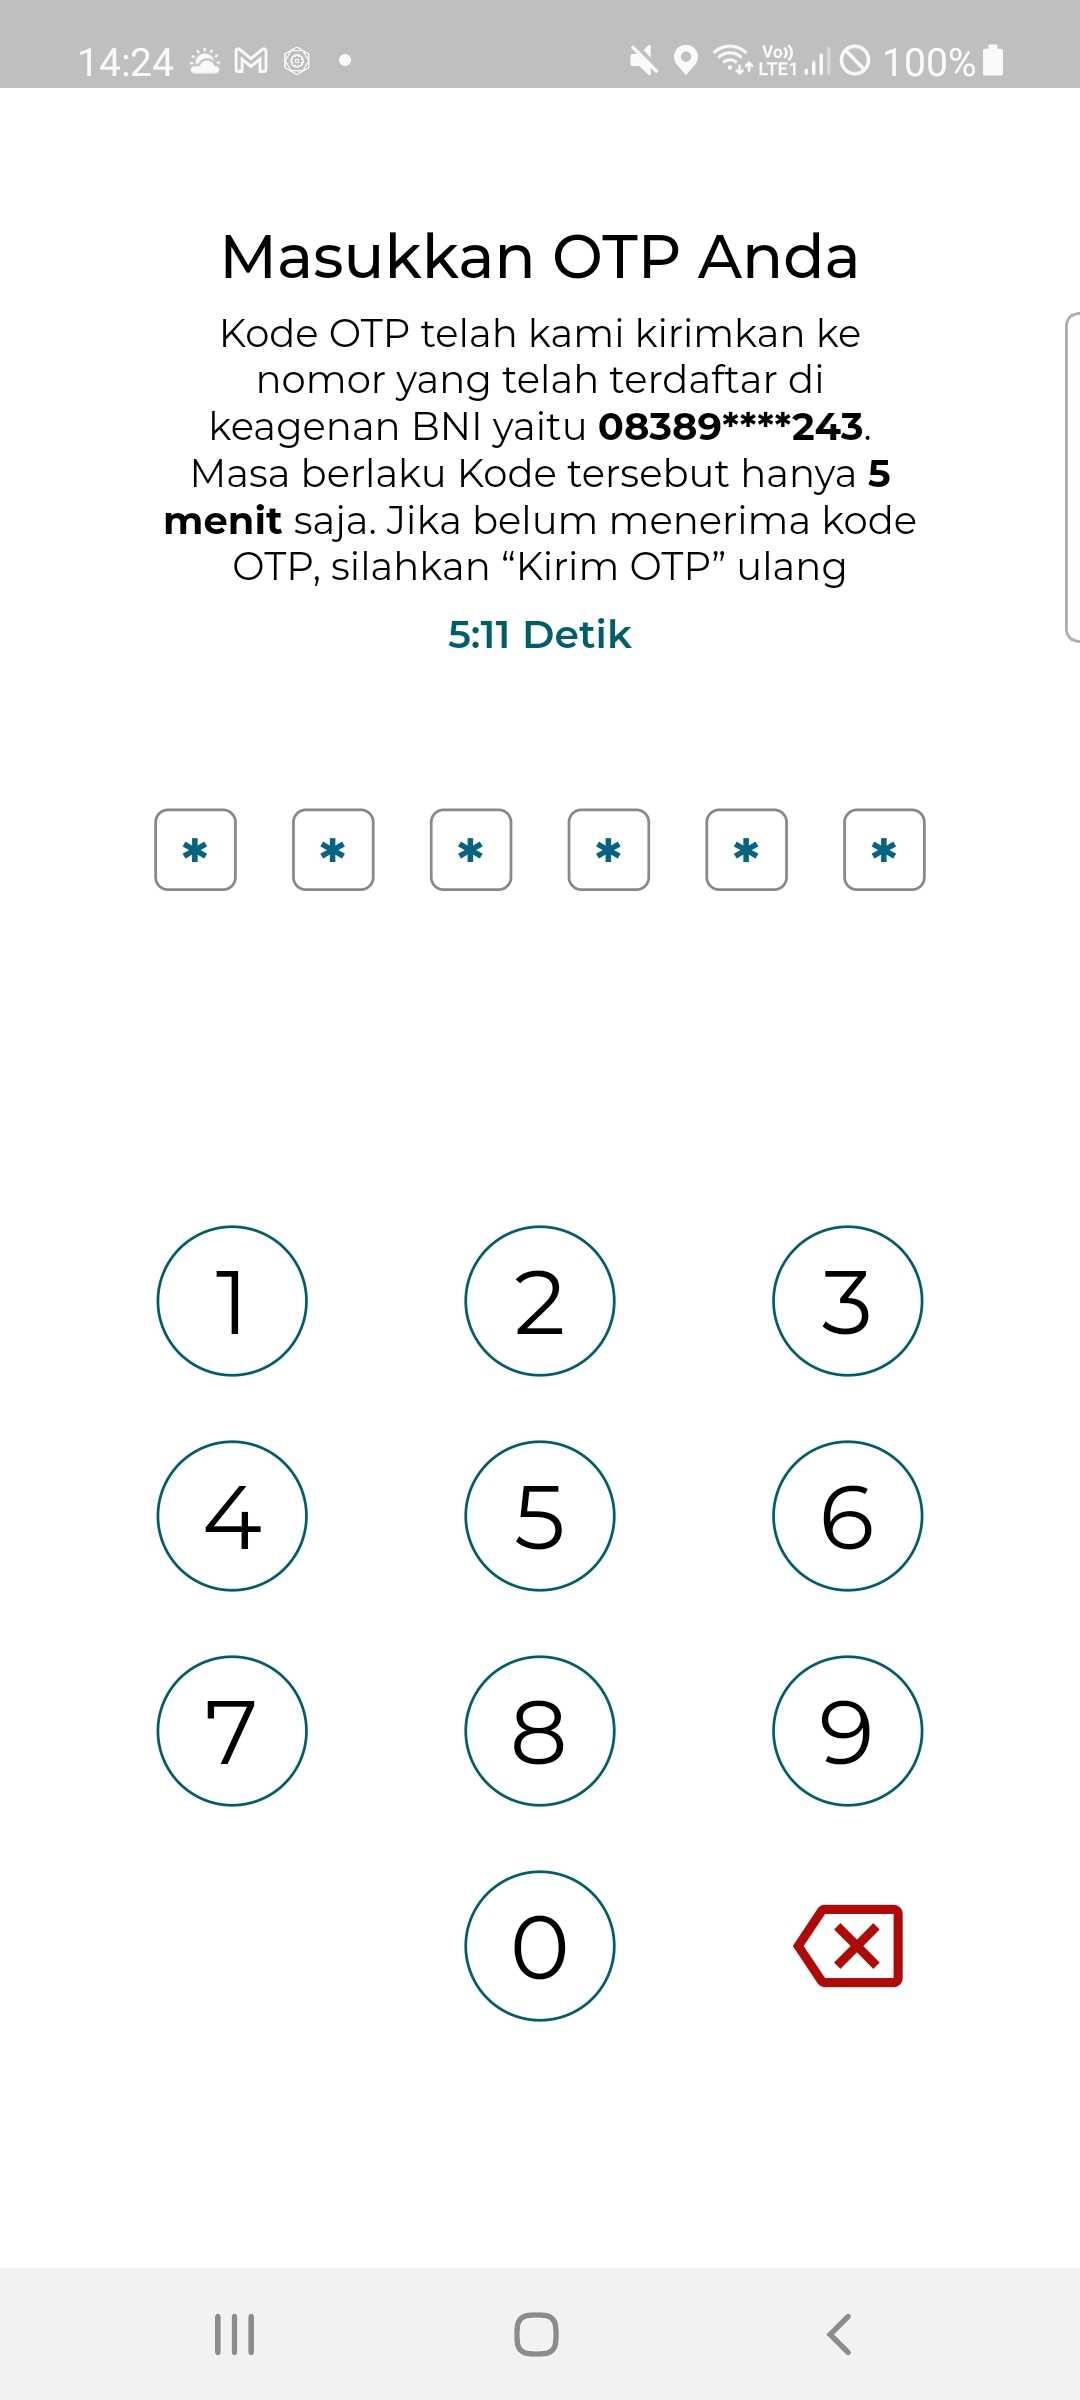 14:24
Vo))
LTE1
100%
Masukkan OTP Anda
Kode OTP telah kami kirimkan ke
nomor yang telah terdaftar di
keagenan BNI yaitu 08389****243.
Masa berlaku Kode tersebut hanya 5
menit saja. Jika belum menerima kode
OTP, silahkan “Kirim OTP” ulang
5:11 Detik
* * * * * *
1 2 3
4 5 6
7 8 9
0